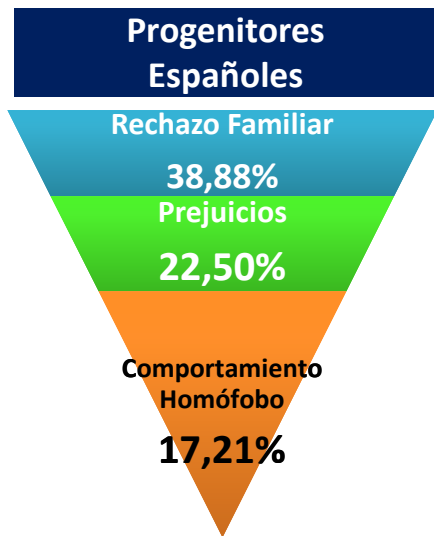 Progenitores
Españoles
Rechazo Familiar
38,88%
Prejuicios
22,50%
Comportamiento
Homófobo
17,21%